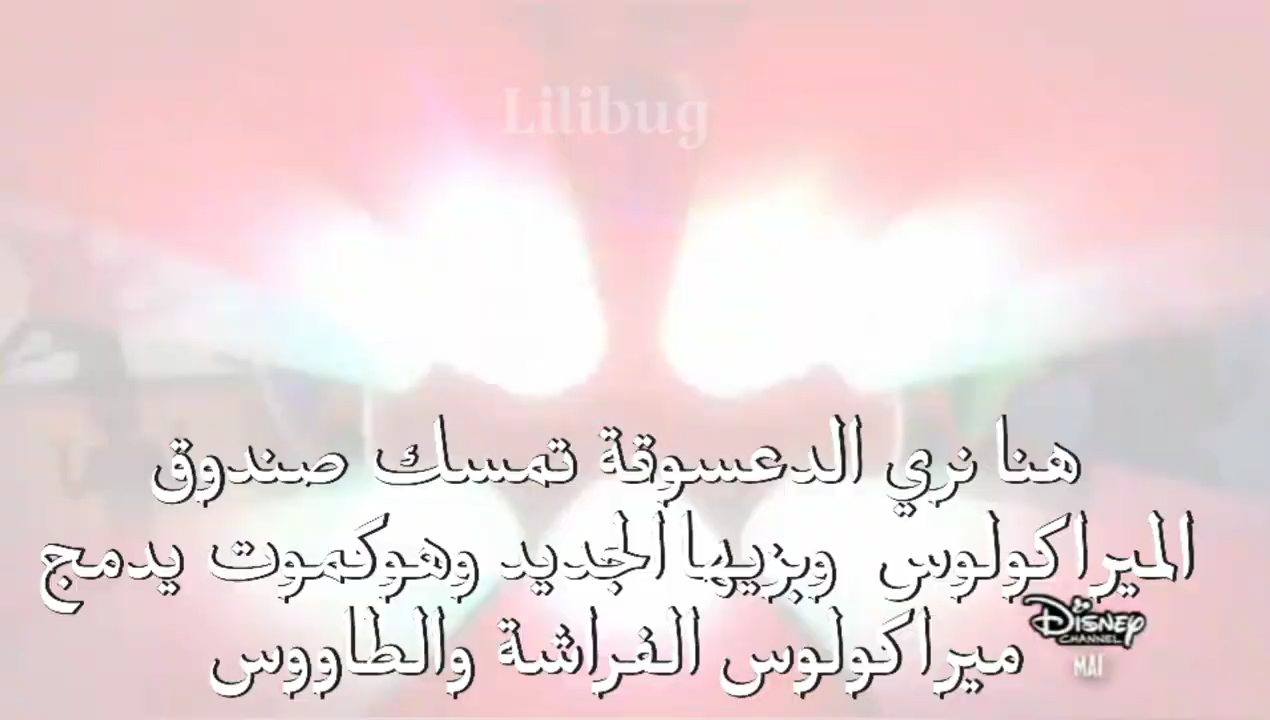 Lilibug
هنا نري الدعسوقة تمسك صندوق
الميراكولوس وبزيها الجديد وهوكموت يدمج
ميراكولوس الفراشة والطاووس
DISNEY
CHANNEL
MAI